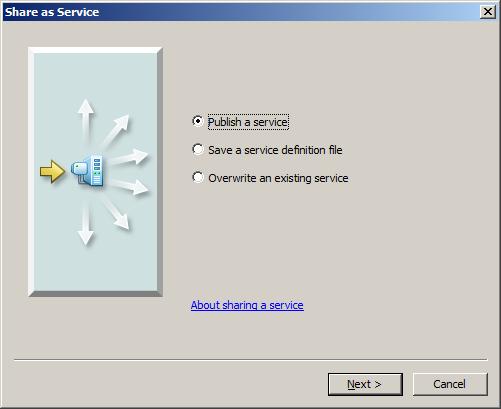 Share as Service
Publish a service
Save a service definition file
Overwrite an existing service
About sharing a service
Next >
Cancel